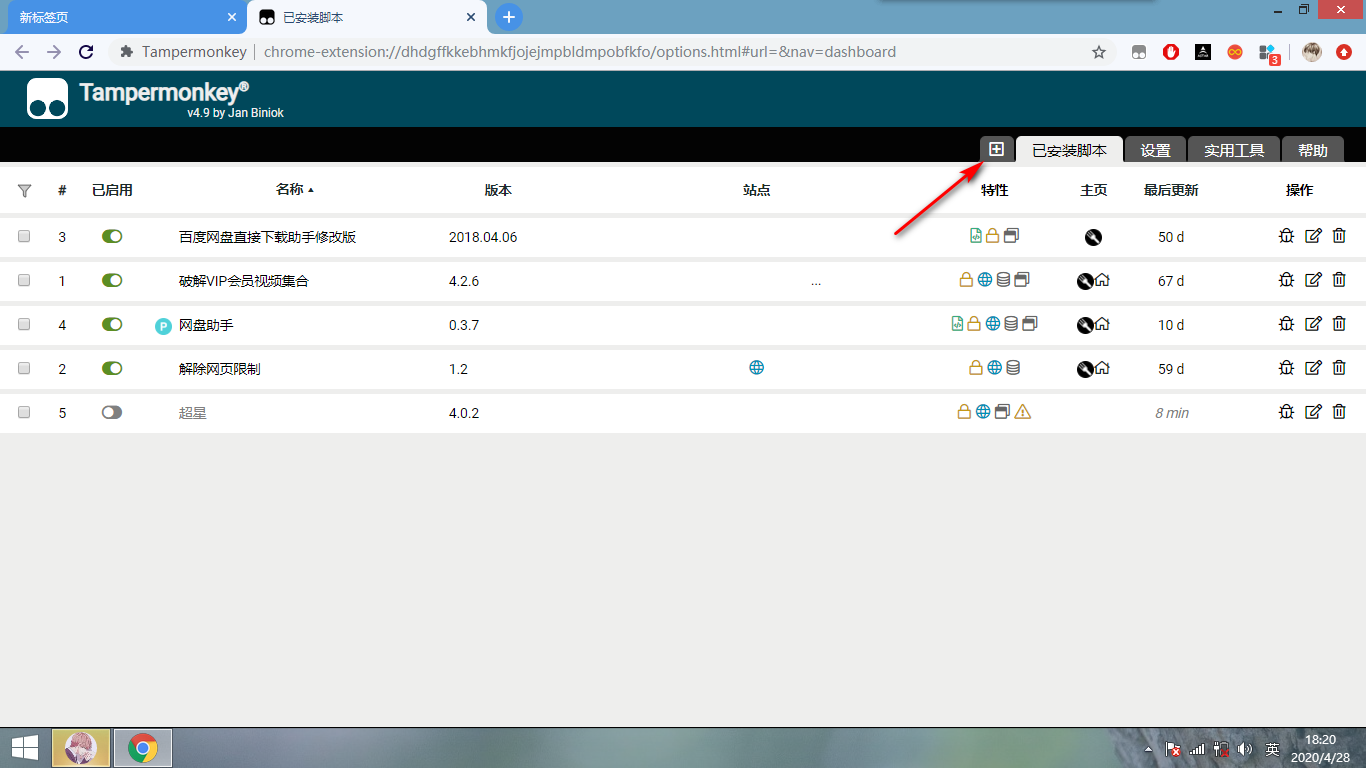 新标签页
已安装脚本
Tampermonkey | chrome-extension://dhdgffkkebhmkfjojejmpbldmpobfkfo/options.html#url=&nav=dashboard
3
Tampermonkey®
v4.9 by Jan Biniok
已安装脚本 设置 实用工具 帮助
# 已启用 名称 版本 站点 特性 主页 最后更新 操作
3 百度网盘直接下载助手修改版 2018.04.06 50 d
1 破解VIP会员视频集合 4.2.6 ... 67 d
4 P 网盘助手 0.3.7 10 d
2 解除网页限制 1.2 59 d
5 超星 4.0.2 8 min
英
18:20
2020/4/28